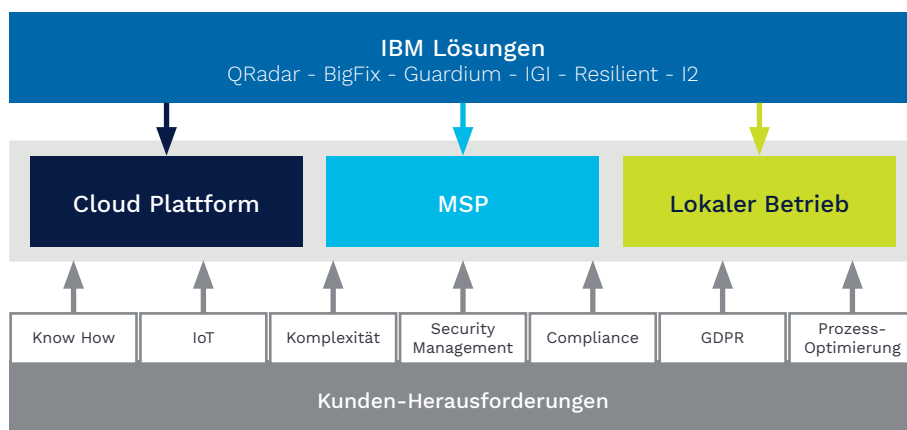 IBM Lösungen
QRadar - BigFix - Guardium - IGI - Resilient - I2
Cloud Plattform
MSP
Lokaler Betrieb
Know How
IoT
Komplexität
Security
Management
Compliance
GDPR
Prozess-
Optimierung
Kunden-Herausforderungen